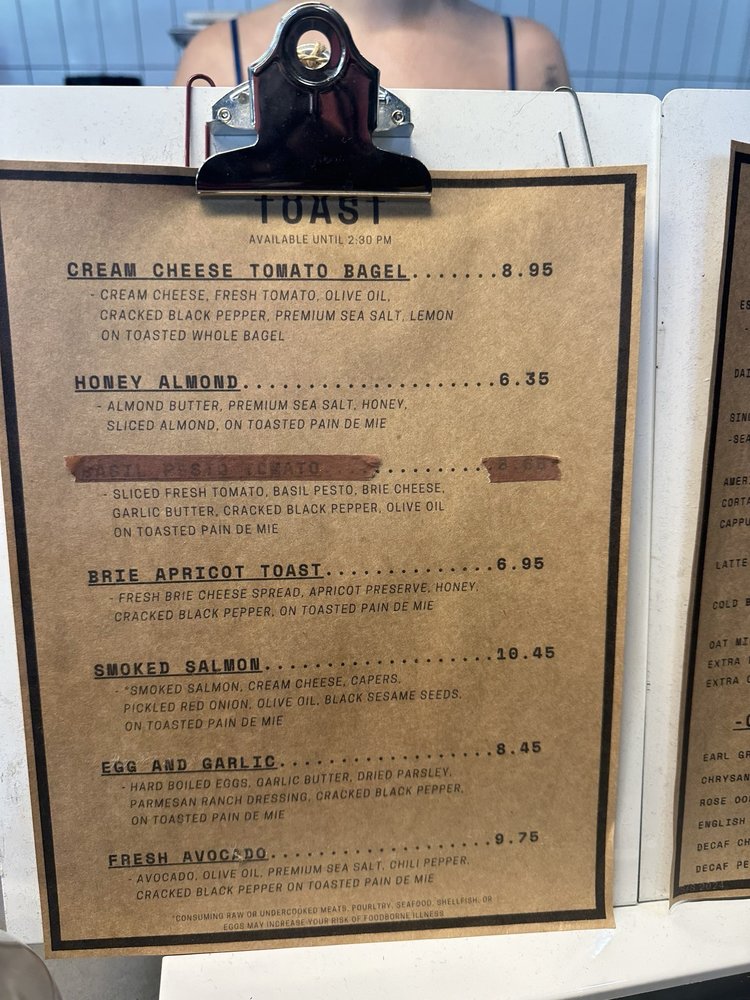 TOAST
AVAILABLE UNTIL 2:30 PM
CREAM CHEESE TOMATO BAGEL.......8.95
- CREAM CHEESE, FRESH TOMATO, OLIVE OIL,
CRACKED BLACK PEPPER, PREMIUM SEA SALT, LEMON
ON TOASTED WHOLE BAGEL
HONEY ALMOND.....................6.35
- ALMOND BUTTER, PREMIUM SEA SALT, HONEY,
SLICED ALMOND, ON TOASTED PAIN DE MIE
BASIL PESTO TOMATO
- SLICED FRESH TOMATO, BASIL PESTO, BRIE CHEESE,
GARLIC BUTTER, CRACKED BLACK PEPPER, OLIVE OIL
ON TOASTED PAIN DE MIE
BRIE APRICOT TOAST..............6.95
- FRESH BRIE CHEESE SPREAD, APRICOT PRESERVE, HONEY,
CRACKED BLACK PEPPER, ON TOASTED PAIN DE MIE
SMOKED SALMON...................10.45
- *SMOKED SALMON, CREAM CHEESE, CAPERS,
PICKLED RED ONION, OLIVE OIL, BLACK SESAME SEEDS,
ON TOASTED PAIN DE MIE
EGG AND GARLIC..................8.45
- HARD BOILED EGGS, GARLIC BUTTER, DRIED PARSLEY,
PARMESAN RANCH DRESSING, CRACKED BLACK PEPPER,
ON TOASTED PAIN DE MIE
FRESH AVOCADO...................9.75
- AVOCADO, OLIVE OIL, PREMIUM SEA SALT, CHILI PEPPER,
CRACKED BLACK PEPPER ON TOASTED PAIN DE MIE
*CONSUMING RAW OR UNDERCOOKED MEATS, POURLTRY, SEAFOOD, SHELLFISH, OR
EGGS MAY INCREASE YOUR RISK OF FOODBORNE ILLNESS
LATTE
COLD
OAT
EXTRA
EXTRA
EARL
ROSE
ENGLISH
DECAF
DECAF